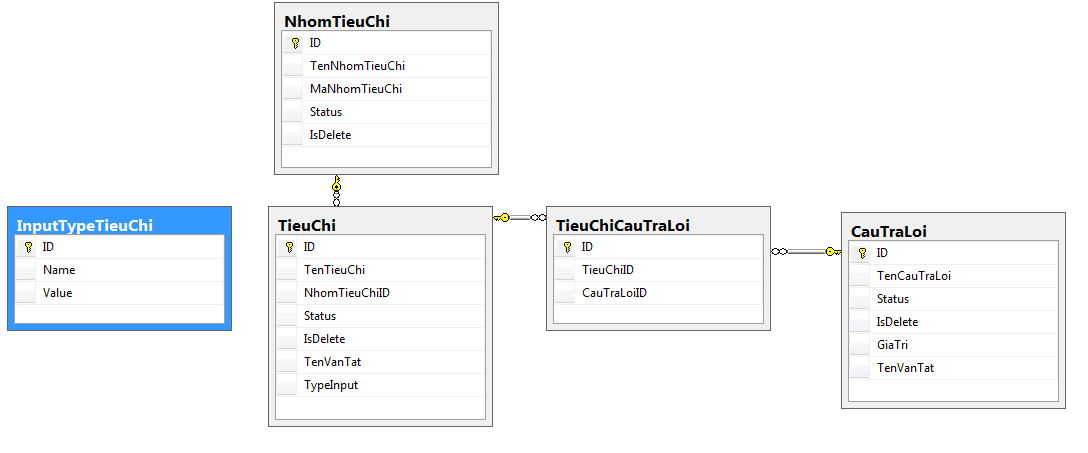 NhomTieuChi
ID
TenNhomTieuChi
MaNhomTieuChi
Status
IsDelete
InputTypeTieuChi
ID
Name
Value
TieuChi
ID
TenTieuChi
NhomTieuChiID
Status
IsDelete
TenVanTat
TypeInput
TieuChiCauTraLoi
ID
TieuChiID
CauTraLoiID
CauTraLoi
ID
TenCauTraLoi
Status
IsDelete
GiaTri
TenVanTat